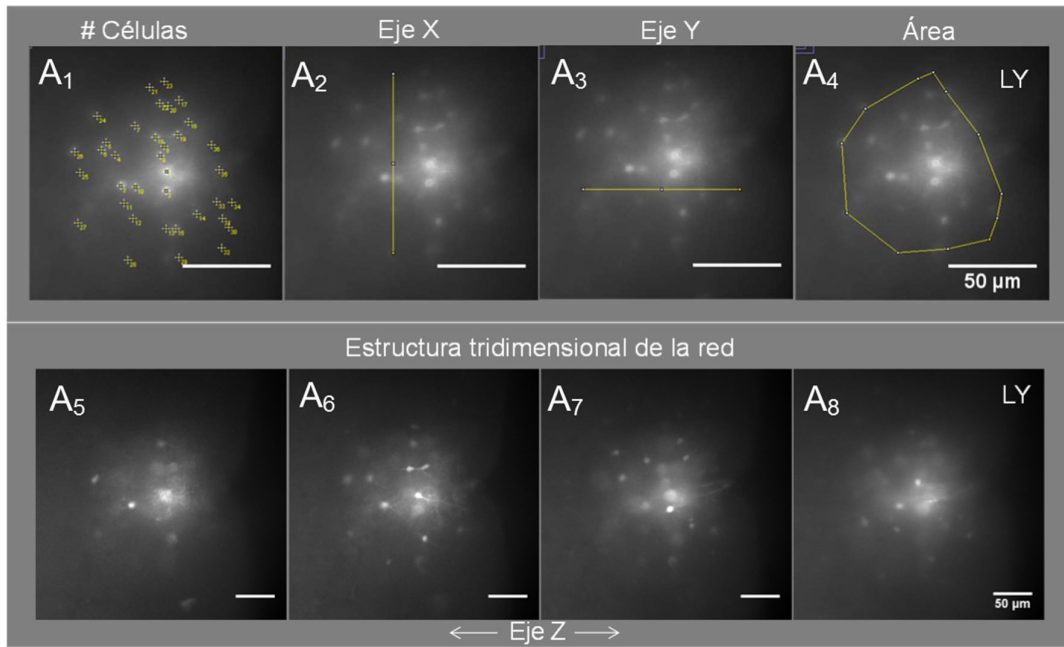 # Células
Eje X
Eje Y
Área
A1
A2
A3
A4
LY
50 µm
Estructura tridimensional de la red
A5
A6
A7
A8
LY
50 µm
Eje Z